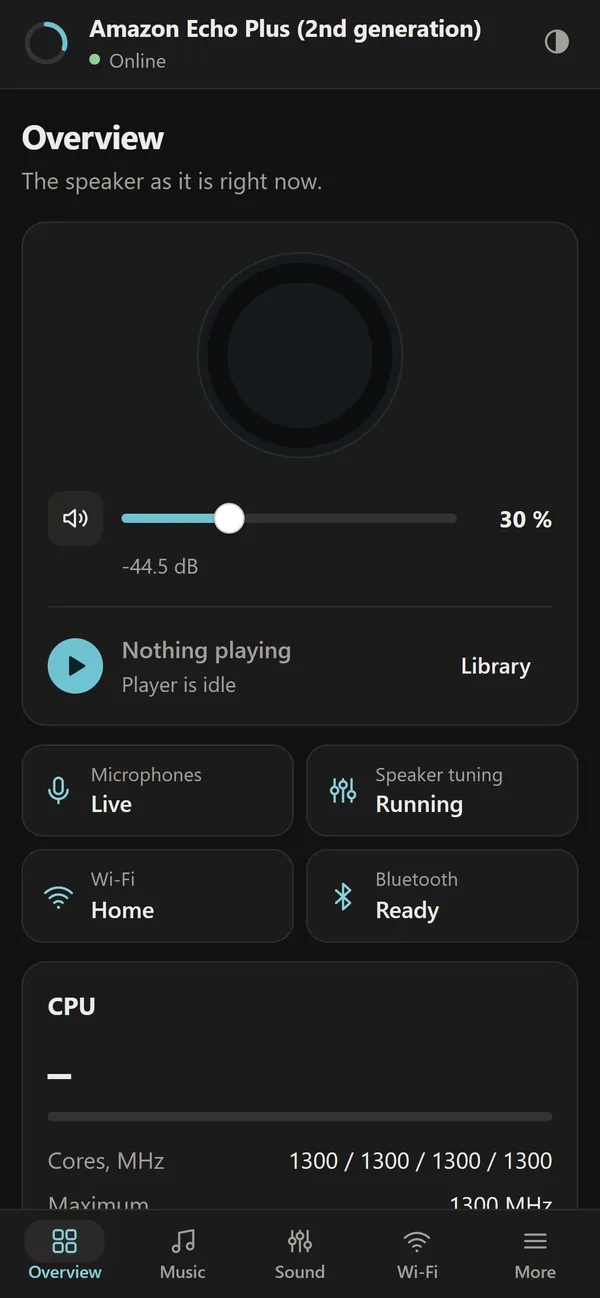 Amazon Echo Plus (2nd generation)
Online
Overview
The speaker as it is right now.
30 %
-44.5 dB
Nothing playing
Player is idle
Library
Microphones
Live
Speaker tuning
Running
Wi-Fi
Home
Bluetooth
Ready
CPU
–
Cores, MHz
1300 / 1300 / 1300 / 1300
Maximum
1300 MHz
Overview
Music
Sound
Wi-Fi
More